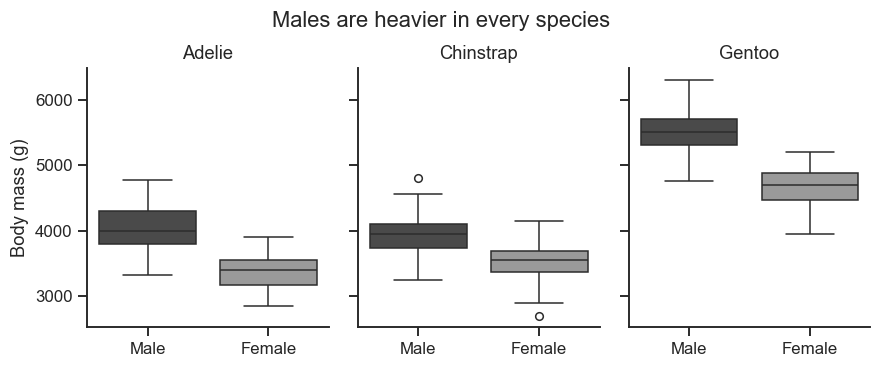 Males are heavier in every species
Adelie
Chinstrap
Gentoo
Body mass (g)
6000
5000
4000
3000
Male
Female
Male
Female
Male
Female